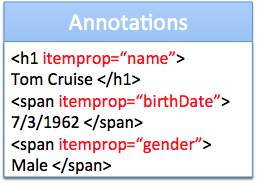 Annotations
<h1 itemprop=“name”>
Tom Cruise </h1>
<span itemprop=“birthDate”>
7/3/1962 </span>
<span itemprop=“gender”>
Male </span>